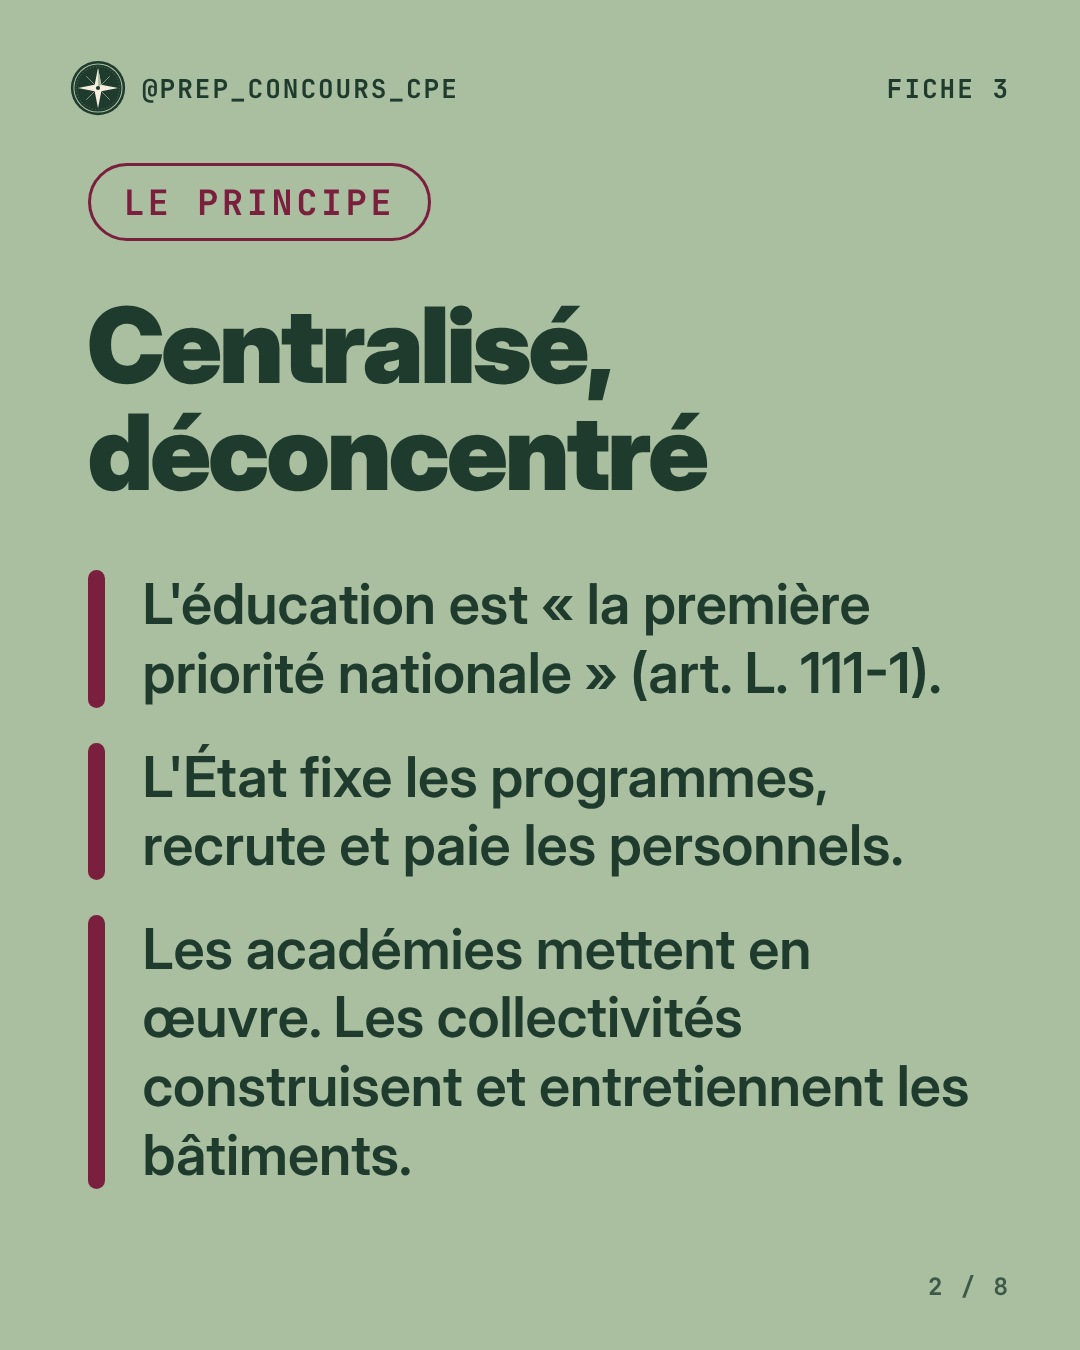 @PREP_CONCOURS_CPE
FICHE 3
LE PRINCIPE
Centralisé,
déconcentré
L'éducation est « la première
priorité nationale » (art. L. 111-1).
L'État fixe les programmes,
recrute et paie les personnels.
Les académies mettent en
œuvre. Les collectivités
construisent et entretiennent les
bâtiments.
2 / 8